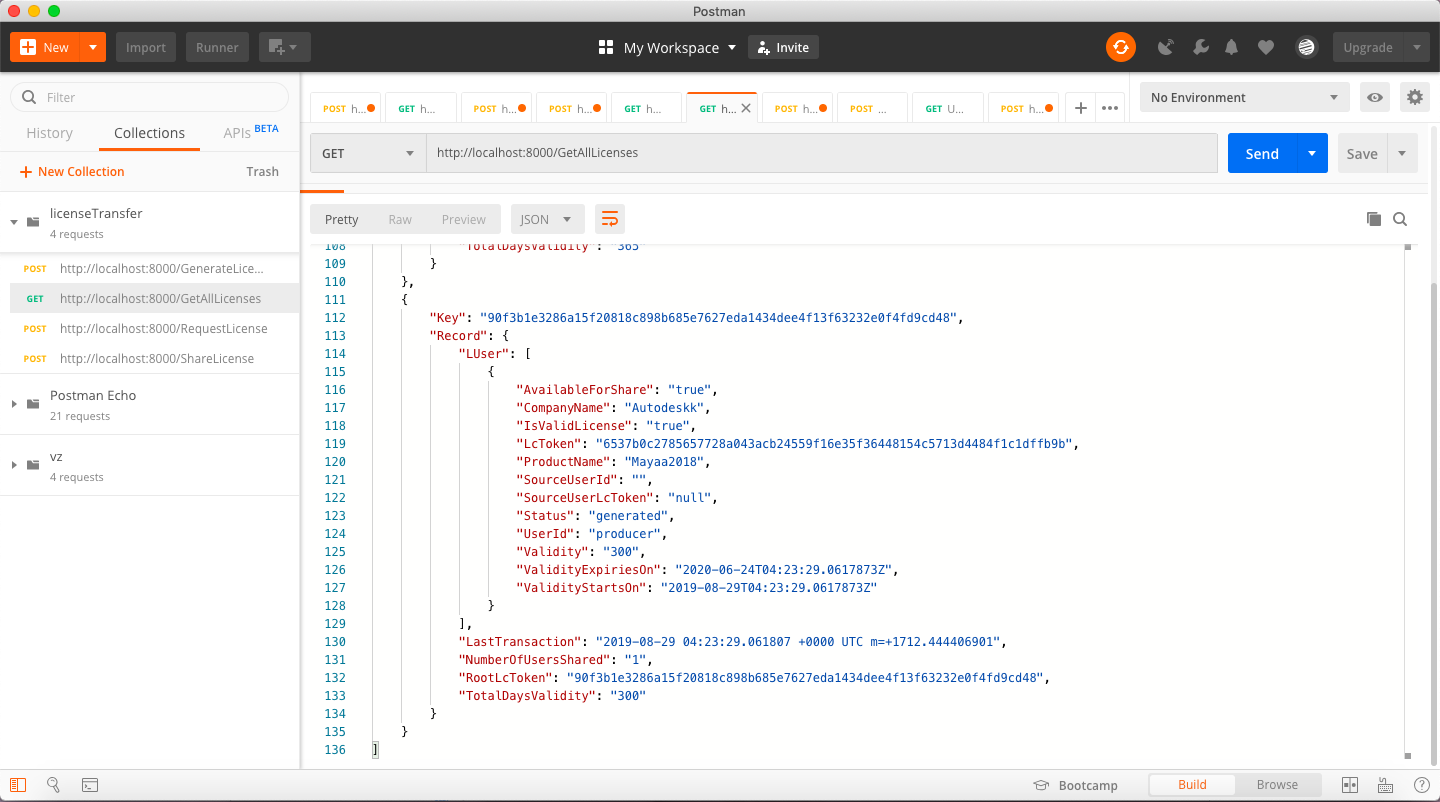 Postman
New
Import
Runner
My Workspace
Invite
Upgrade
Filter
History
Collections
APIs BETA
New Collection
Trash
licenseTransfer
4 requests
POST http://localhost:8000/GenerateLice...
GET http://localhost:8000/GetAllLicenses
POST http://localhost:8000/RequestLicense
POST http://localhost:8000/ShareLicense
Postman Echo
21 requests
vz
4 requests
POST h...
GET h...
POST h...
POST h...
GET h...
GET h...
POST h...
POST ...
GET U...
POST h...
No Environment
GET
http://localhost:8000/GetAllLicenses
Send
Save
Pretty
Raw
Preview
JSON
108 "TotalDaysValidity": "365"
109 }
110 },
111 {
112 "Key": "90f3b1e3286a15f20818c898b685e7627eda1434dee4f13f63232e0f4fd9cd48",
113 "Record": {
114 "LUser": [
115 {
116 "AvailableForShare": "true",
117 "CompanyName": "Autodeskk",
118 "IsValidLicense": "true",
119 "LcToken": "6537b0c2785657728a043acb24559f16e35f36448154c5713d4484f1c1dffb9b",
120 "ProductName": "Mayaa2018",
121 "SourceUserId": "",
122 "SourceUserLcToken": "null",
123 "Status": "generated",
124 "UserId": "producer",
125 "Validity": "300",
126 "ValidityExpiriesOn": "2020-06-24T04:23:29.0617873Z",
127 "ValidityStartsOn": "2019-08-29T04:23:29.0617873Z"
128 }
129 ],
130 "LastTransaction": "2019-08-29 04:23:29.061807 +0000 UTC m=+1712.444406901",
131 "NumberOfUsersShared": "1",
132 "RootLcToken": "90f3b1e3286a15f20818c898b685e7627eda1434dee4f13f63232e0f4fd9cd48",
133 "TotalDaysValidity": "300"
134 }
135 }
136 ]
Bootcamp
Build
Browse